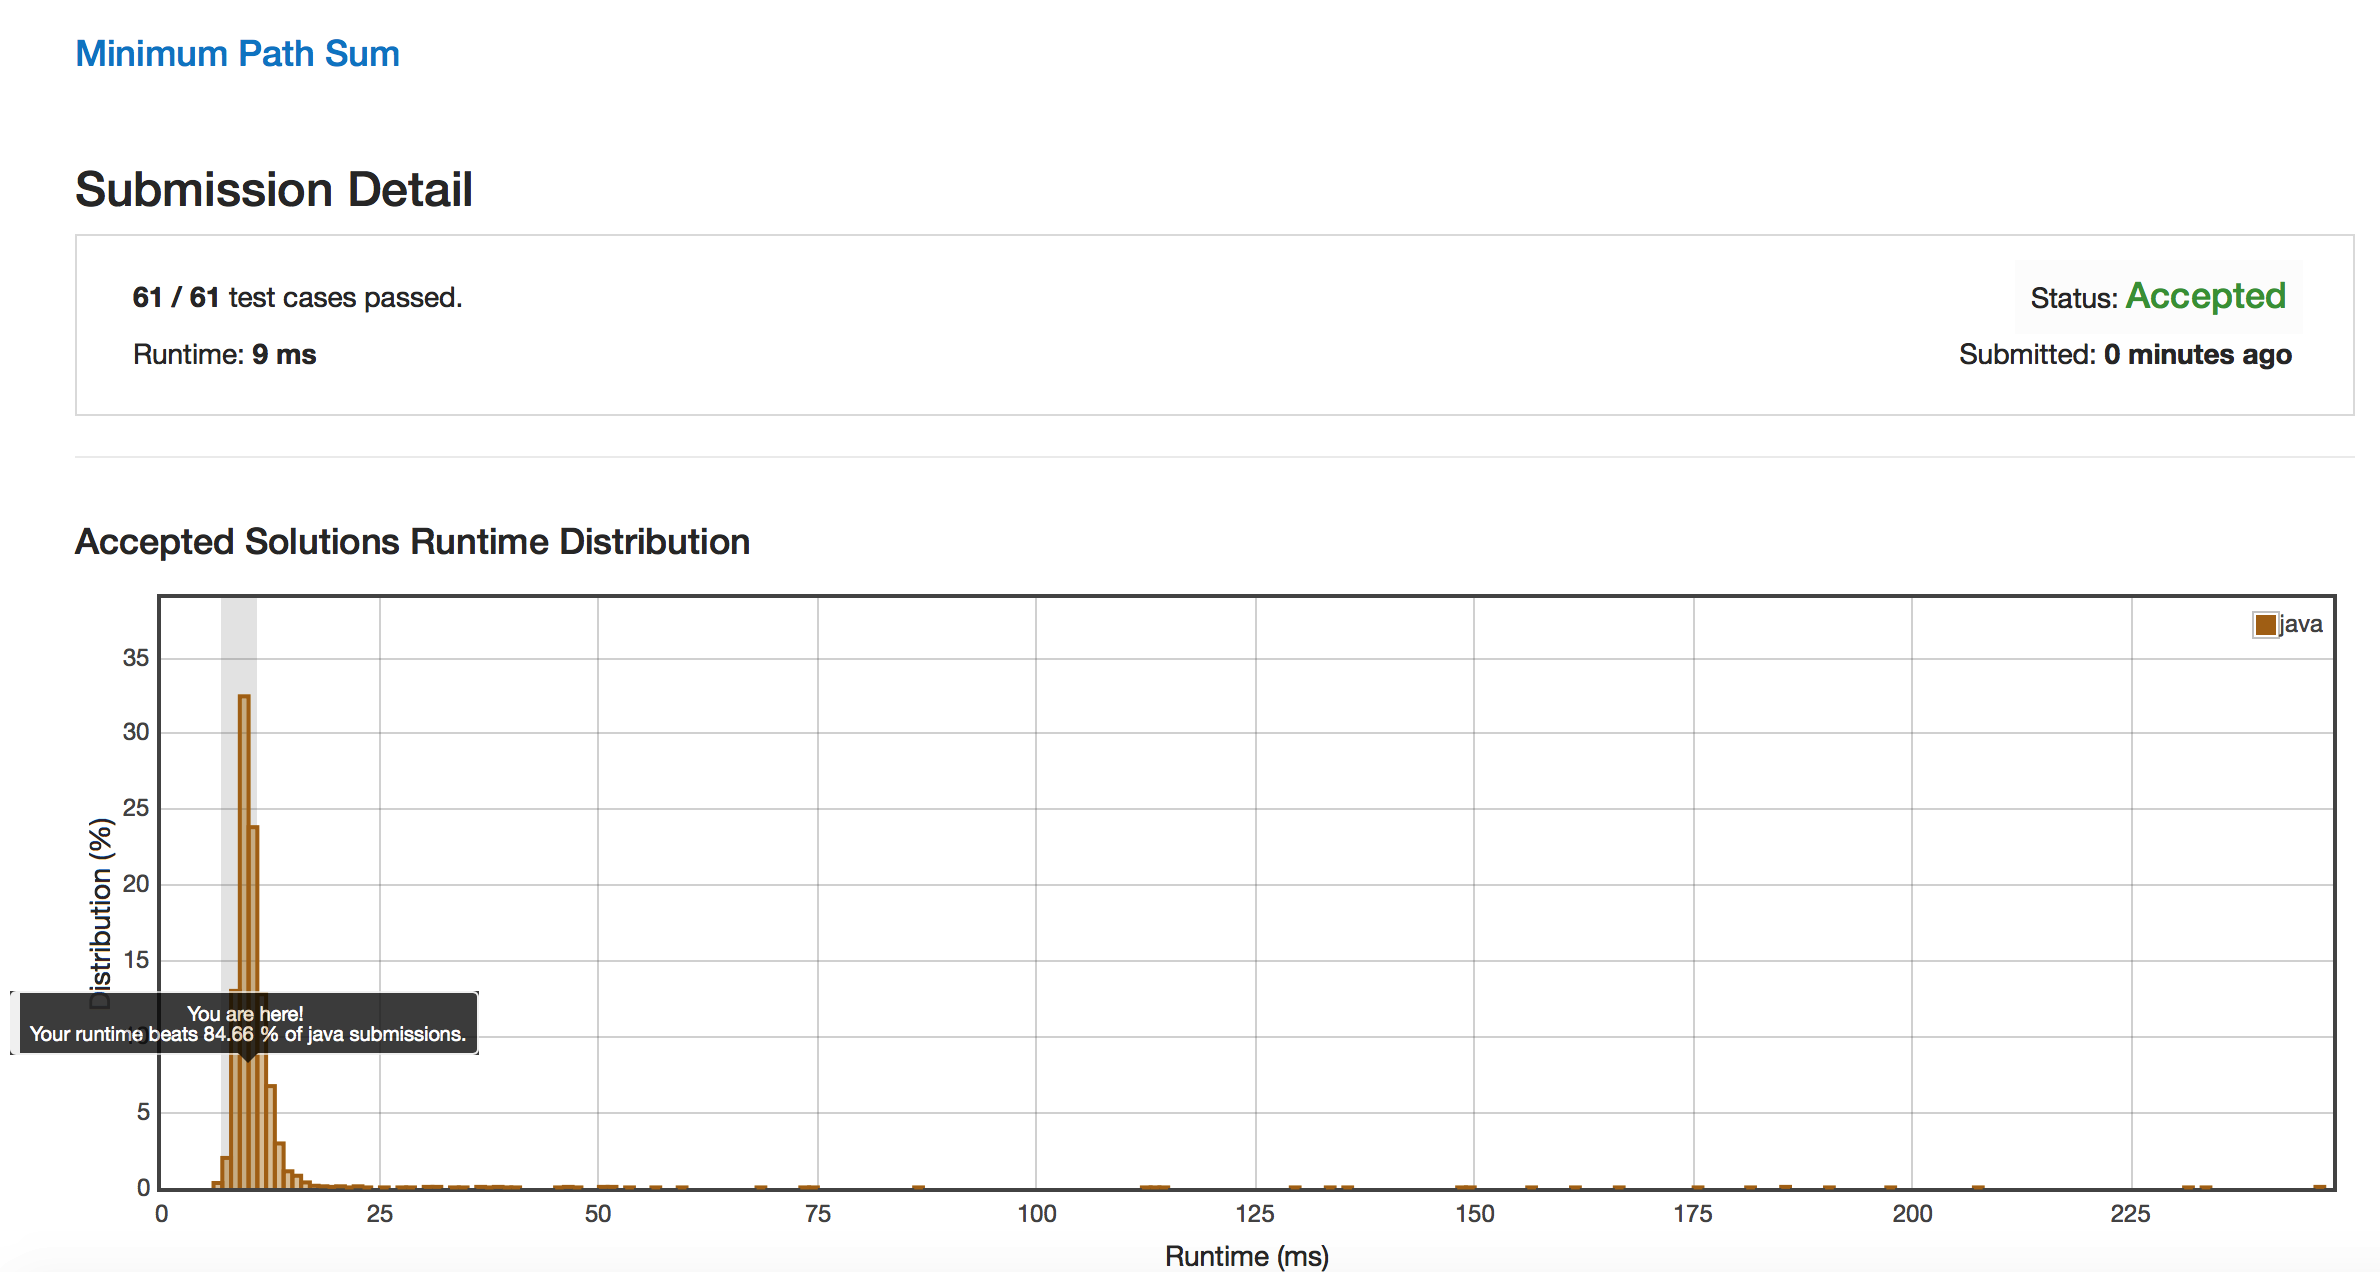 Minimum Path Sum
Submission Detail
61 / 61 test cases passed.
Status: Accepted
Runtime: 9 ms
Submitted: 0 minutes ago
Accepted Solutions Runtime Distribution
java
35
30
25
20
15
10
5
0
Distribution (%)
You are here!
Your runtime beats 84.66 % of java submissions.
0 25 50 75 100 125 150 175 200 225
Runtime (ms)